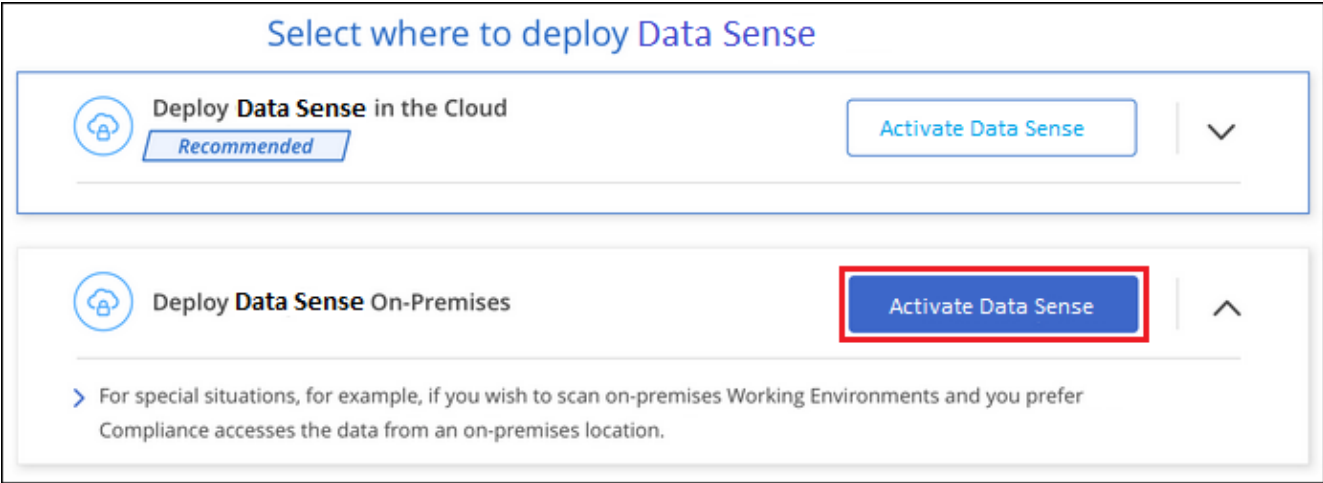 Select where to deploy Data Sense
Deploy Data Sense in the Cloud
Recommended
Activate Data Sense
Deploy Data Sense On-Premises
Activate Data Sense
For special situations, for example, if you wish to scan on-premises Working Environments and you prefer
Compliance accesses the data from an on-premises location.